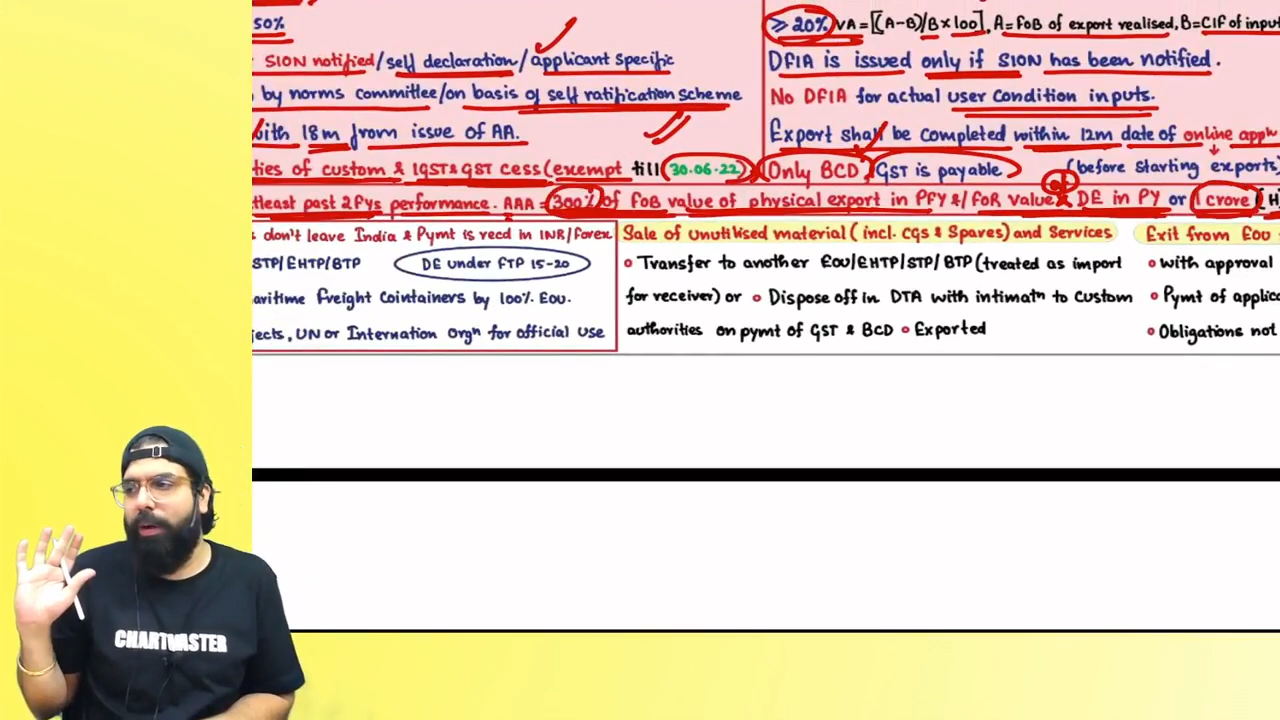 50%
SION notified/self declaration/applicant specific
by norms committee/on basis of self ratification scheme
with 18m from issue of AA.
ties of custom & IGST & GST cess (exempt till 30.06.22)
atleast past 2 FYs performance. AAA = 300% of FOB value of physical export in PFY &/ FOR value of DE in PY or 1 crore
≥ 20% VA = [(A-B)/B x 100], A = FOB of export realised, B = CIF of input
DFIA is issued only if SION has been notified.
No DFIA for actual user Condition inputs.
Export shall be completed within 12m date of online appln
Only BCD, GST is payable (before starting exports)
don't leave India & Pymt is recd in INR/Forex
STP/EHTP/BTP DE under FTP 15-20
aritime Freight Cointainers by 100% EOU.
jects, UN or Internation Orgn for official use
Sale of Unutilised material (incl. CGs & Spares) and Services
Transfer to another EOU/EHTP/STP/BTP (treated as import
for receiver) or Dispose off in DTA with intimatn to Custom
authorities on pymt of GST & BCD Exported
Exit from EOU
with approval
Pymt of applica
Obligations not
CHARTMASTER